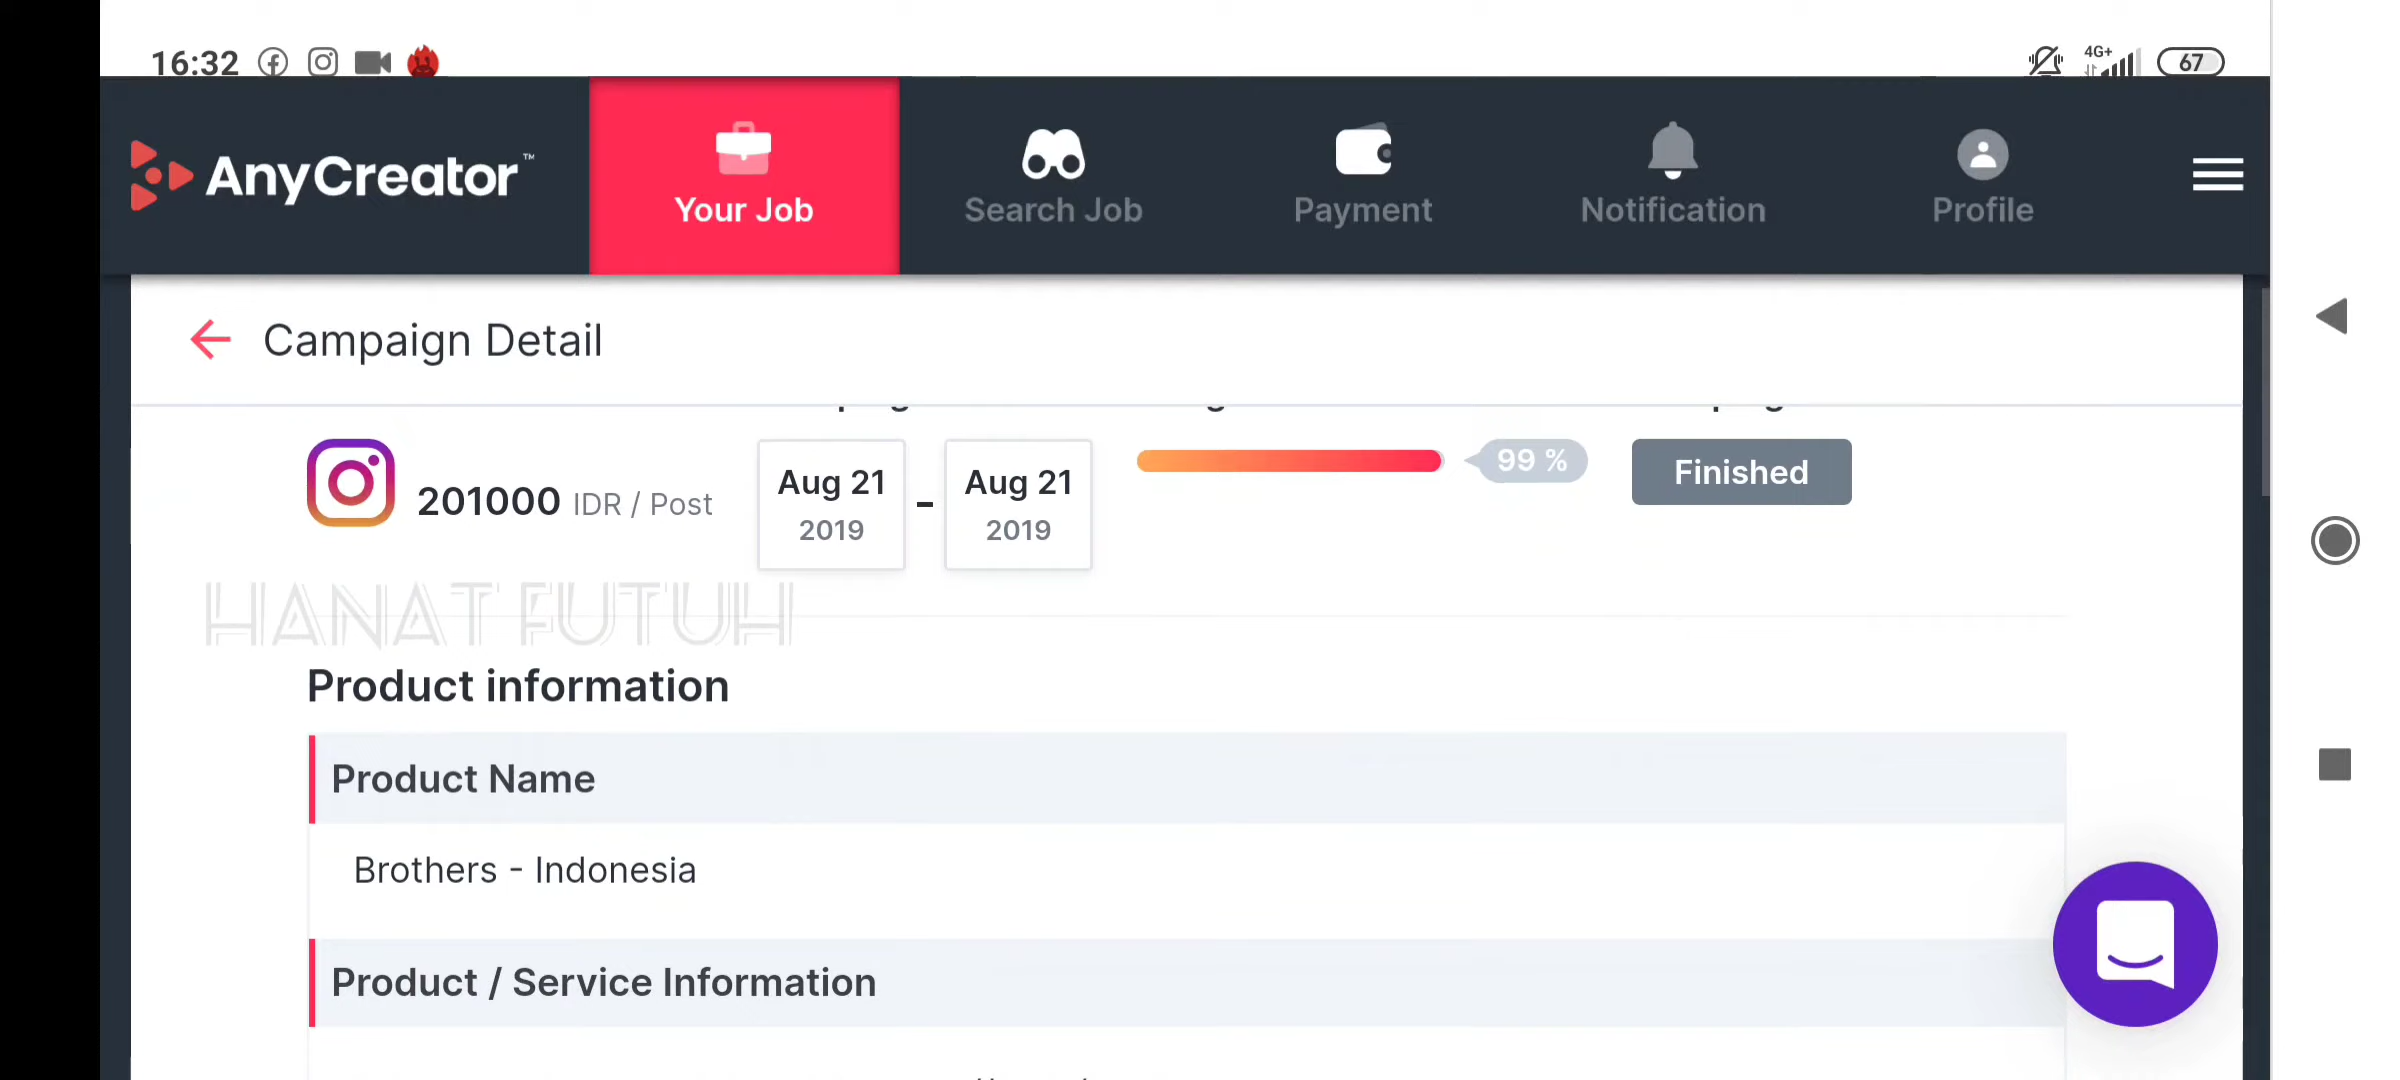 16:32
4G+
67
AnyCreator™
Your Job
Search Job
Payment
Notification
Profile
Campaign Detail
201000 IDR / Post
Aug 21
2019
-
Aug 21
2019
99 %
Finished
HANAT FUTUH
Product information
Product Name
Brothers - Indonesia
Product / Service Information